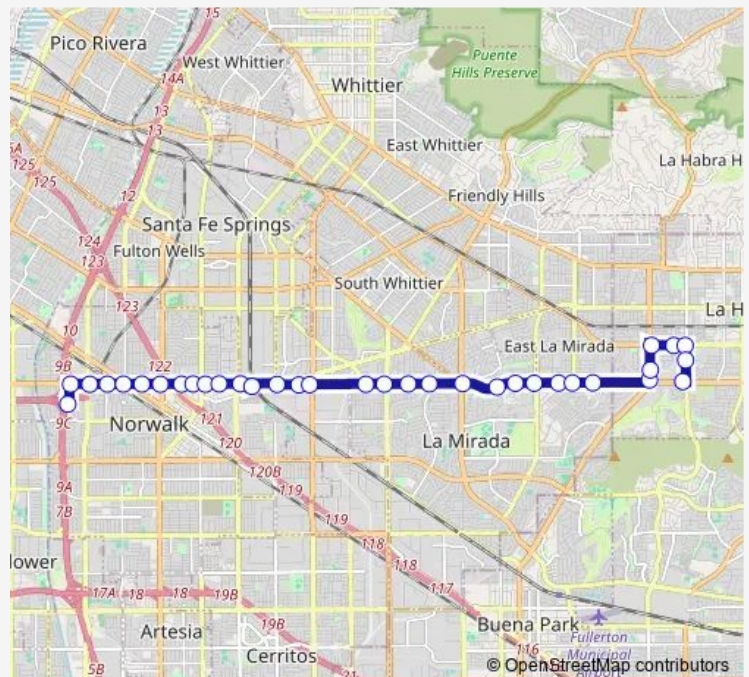 15
Pico Rivera
West Whittier
Puente
Hills Preserve
14A
Whittier
13
13
East Whittier
125
La Habra H
125
Friendly Hills
12
Santa Fe Springs
124
Fulton Wells
123
South Whittier
123
La H
10
East La Mirada
9B
122
9C
Norwalk
121
La Mirada
120
120B
9A
119
7B
119
118
lower
118
117
17A
18
18
19B
Artesia
19B
Buena Park
Fullerton
Municipal
Airport
116
Cerritos
5B
21
© OpenStreetMap contributors